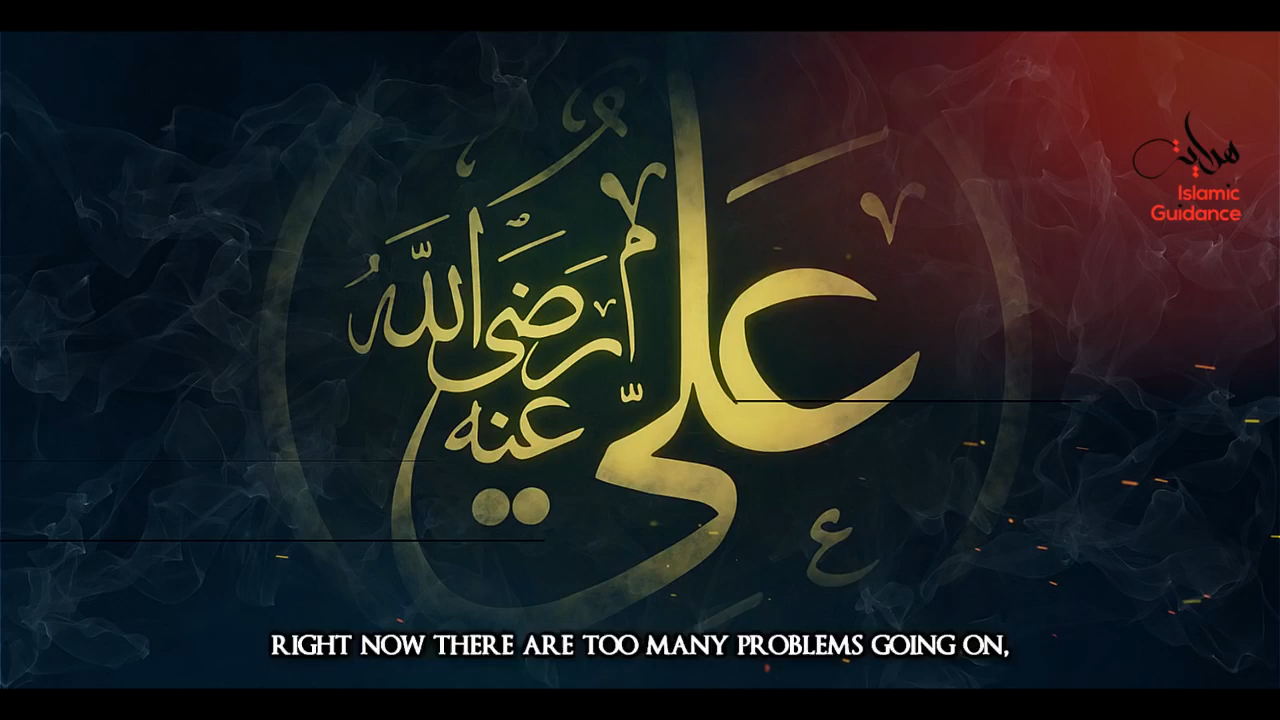 هداية
Islamic
Guidance
علي
رضي الله
عنه
RIGHT NOW THERE ARE TOO MANY PROBLEMS GOING ON,